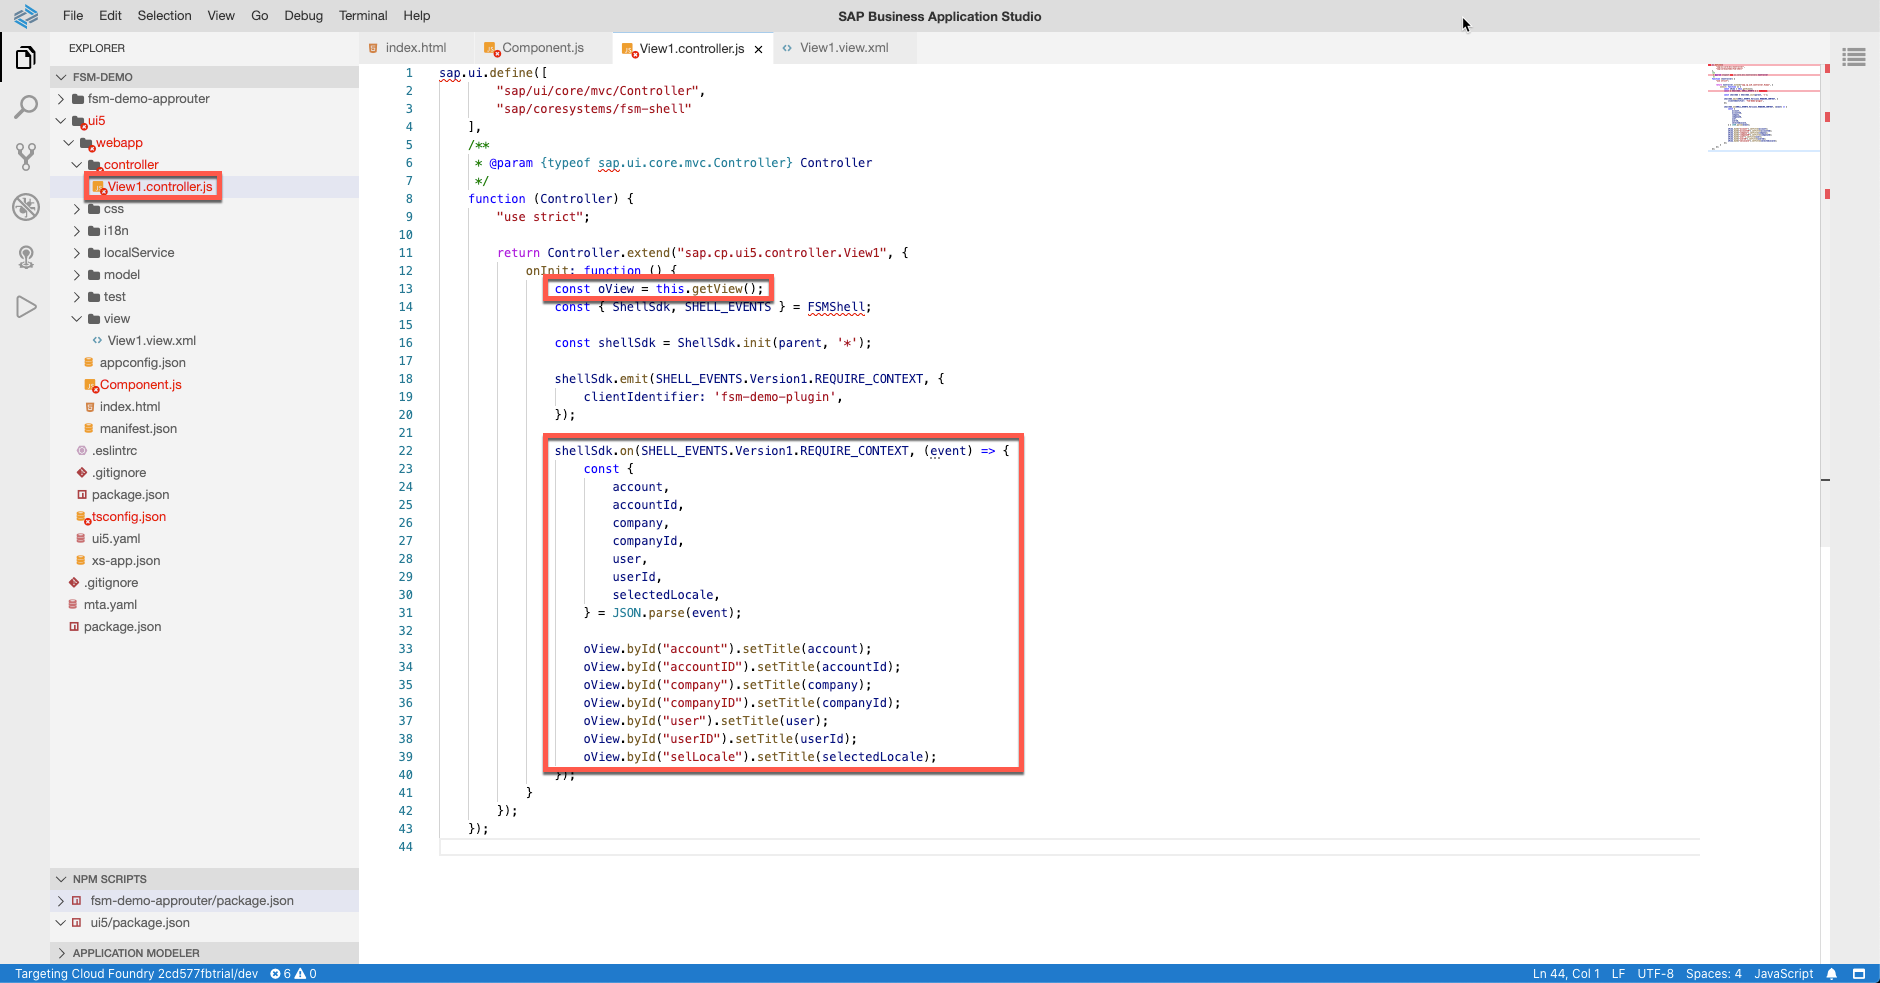 File Edit Selection View Go Debug Terminal Help
SAP Business Application Studio
EXPLORER
FSM-DEMO
fsm-demo-approuter
ui5
webapp
controller
View1.controller.js
css
i18n
localService
model
test
view
View1.view.xml
appconfig.json
Component.js
index.html
manifest.json
.eslintrc
.gitignore
package.json
tsconfig.json
ui5.yaml
xs-app.json
.gitignore
mta.yaml
package.json
NPM SCRIPTS
fsm-demo-approuter/package.json
ui5/package.json
APPLICATION MODELER
index.html Component.js View1.controller.js View1.view.xml
1 sap.ui.define([
2 "sap/ui/core/mvc/Controller",
3 "sap/coresystems/fsm-shell"
4 ],
5 /**
6 * @param {typeof sap.ui.core.mvc.Controller} Controller
7 */
8 function (Controller) {
9 "use strict";
10
11 return Controller.extend("sap.cp.ui5.controller.View1", {
12 onInit: function () {
13 const oView = this.getView();
14 const { ShellSdk, SHELL_EVENTS } = FSMShell;
15
16 const shellSdk = ShellSdk.init(parent, '*');
17
18 shellSdk.emit(SHELL_EVENTS.Version1.REQUIRE_CONTEXT, {
19 clientIdentifier: 'fsm-demo-plugin',
20 });
21
22 shellSdk.on(SHELL_EVENTS.Version1.REQUIRE_CONTEXT, (event) => {
23 const {
24 account,
25 accountId,
26 company,
27 companyId,
28 user,
29 userId,
30 selectedLocale,
31 } = JSON.parse(event);
32
33 oView.byId("account").setTitle(account);
34 oView.byId("accountID").setTitle(accountId);
35 oView.byId("company").setTitle(company);
36 oView.byId("companyID").setTitle(companyId);
37 oView.byId("user").setTitle(user);
38 oView.byId("userID").setTitle(userId);
39 oView.byId("selLocale").setTitle(selectedLocale);
40 });
41 }
42 });
43 });
44
Targeting Cloud Foundry 2cd577fbtrial/dev 6 0
Ln 44, Col 1 LF UTF-8 Spaces: 4 JavaScript